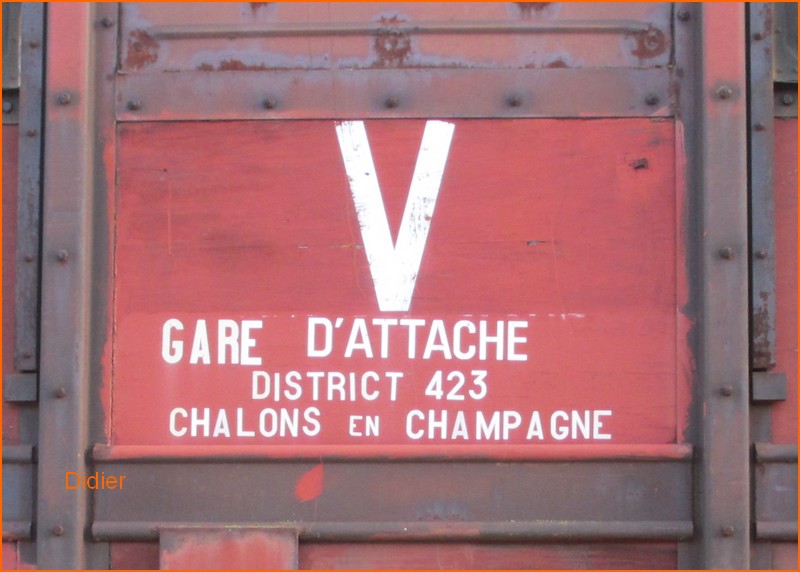 V
GARE D'ATTACHE
DISTRICT 423
CHALONS EN CHAMPAGNE
Didier